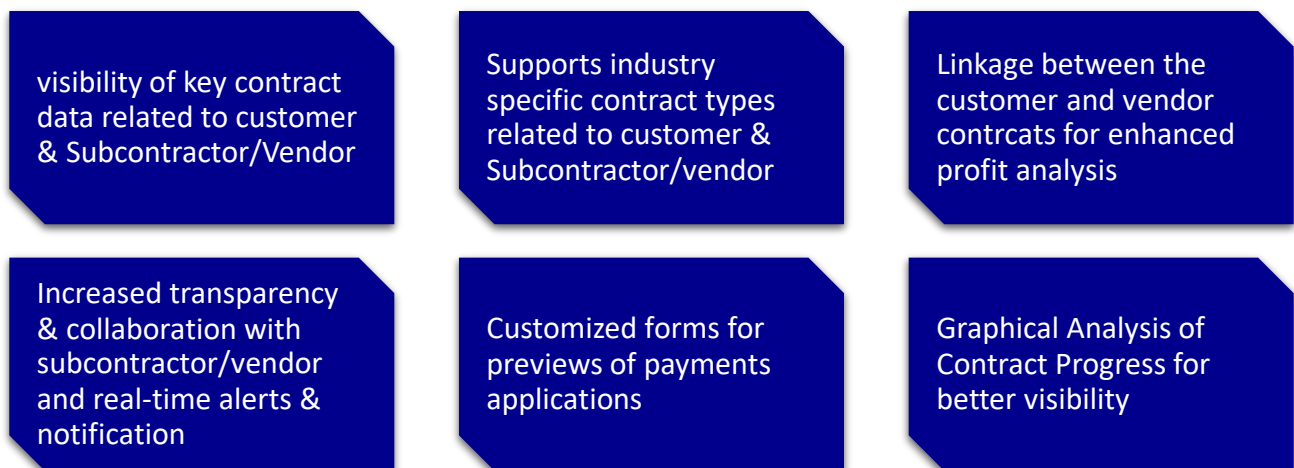 visibility of key contract
data related to customer
& Subcontractor/Vendor
Supports industry
specific contract types
related to customer &
Subcontractor/vendor
Linkage between the
customer and vendor
contrcats for enhanced
profit analysis
Increased transparency
& collaboration with
subcontractor/vendor
and real-time alerts &
notification
Customized forms for
previews of payments
applications
Graphical Analysis of
Contract Progress for
better visibility